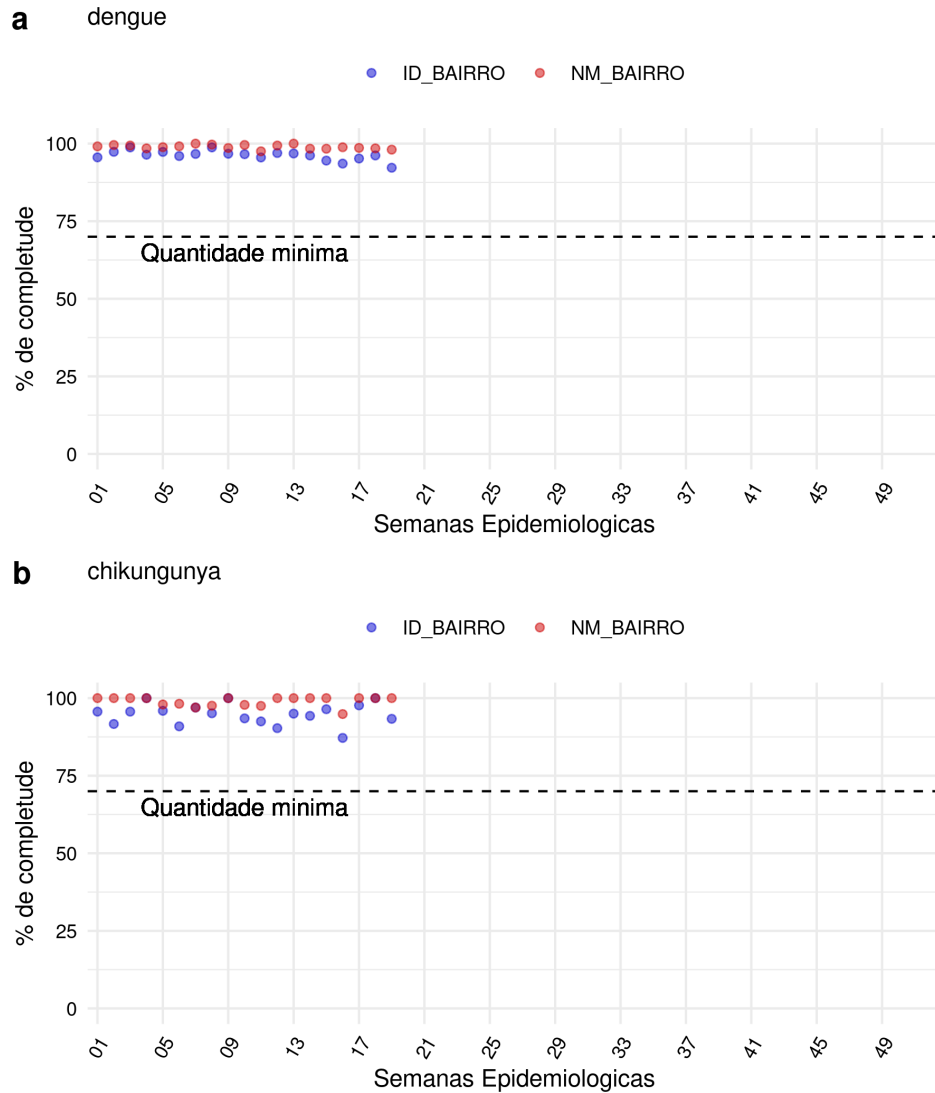 a dengue
ID_BAIRRO NM_BAIRRO
100
75
Quantidade minima
50
25
0
% de completude
01 05 09 13 17 21 25 29 33 37 41 45 49
Semanas Epidemiologicas
b chikungunya
ID_BAIRRO NM_BAIRRO
100
75
Quantidade minima
50
25
0
% de completude
01 05 09 13 17 21 25 29 33 37 41 45 49
Semanas Epidemiologicas